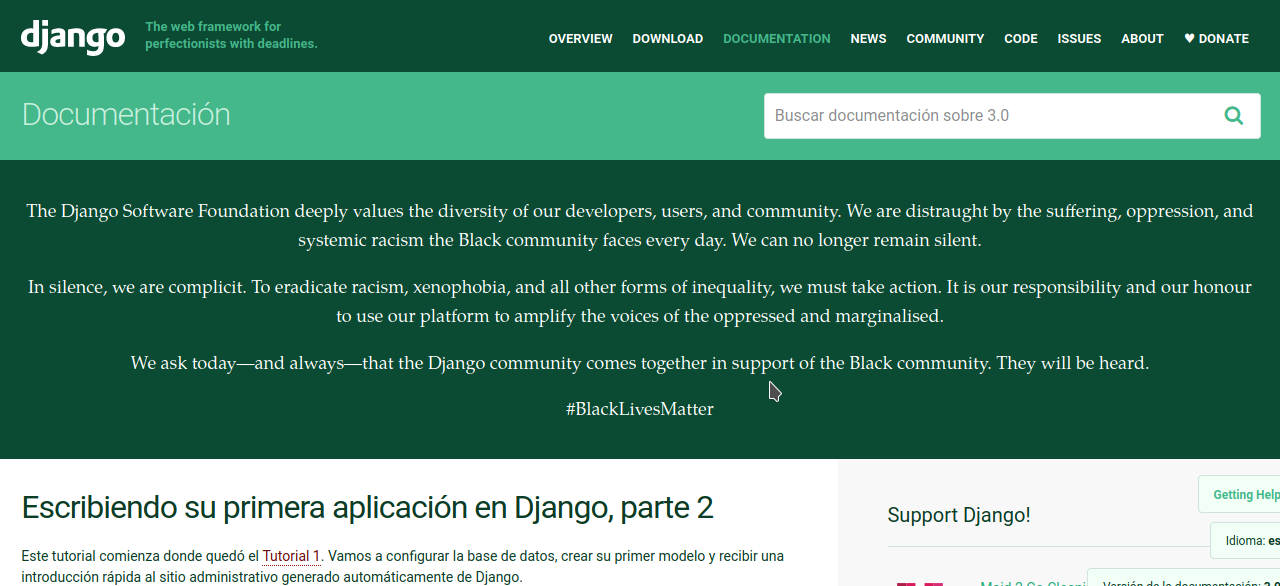 django
The web framework for
perfectionists with deadlines.
OVERVIEW DOWNLOAD DOCUMENTATION NEWS COMMUNITY CODE ISSUES ABOUT ♥ DONATE
Documentación
Buscar documentación sobre 3.0
The Django Software Foundation deeply values the diversity of our developers, users, and community. We are distraught by the suffering, oppression, and
systemic racism the Black community faces every day. We can no longer remain silent.
In silence, we are complicit. To eradicate racism, xenophobia, and all other forms of inequality, we must take action. It is our responsibility and our honour
to use our platform to amplify the voices of the oppressed and marginalised.
We ask today—and always—that the Django community comes together in support of the Black community. They will be heard.
#BlackLivesMatter
Escribiendo su primera aplicación en Django, parte 2
Este tutorial comienza donde quedó el Tutorial 1. Vamos a configurar la base de datos, crear su primer modelo y recibir una
introducción rápida al sitio administrativo generado automáticamente de Django.
Support Django!
Getting Help
Idioma: es
Versión de la documentación: 3.0